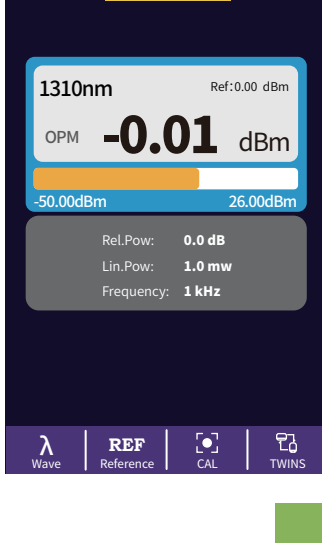 1310nm Ref:0.00 dBm
OPM -0.01 dBm
-50.00dBm 26.00dBm
Rel.Pow: 0.0 dB
Lin.Pow: 1.0 mw
Frequency: 1 kHz
λ REF
Wave Reference CAL TWINS